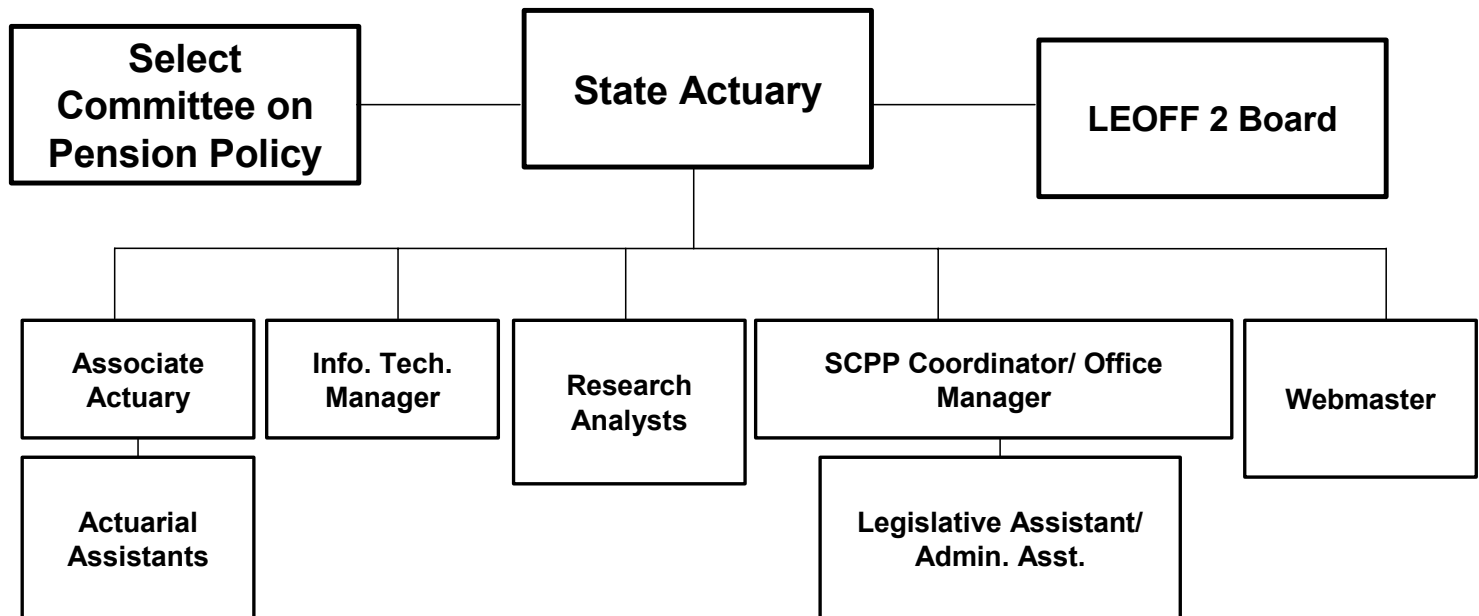 Select
Committee on
Pension Policy
State Actuary
LEOFF 2 Board
Associate
Actuary
Info. Tech.
Manager
Research
Analysts
SCPP Coordinator/ Office
Manager
Webmaster
Actuarial
Assistants
Legislative Assistant/
Admin. Asst.